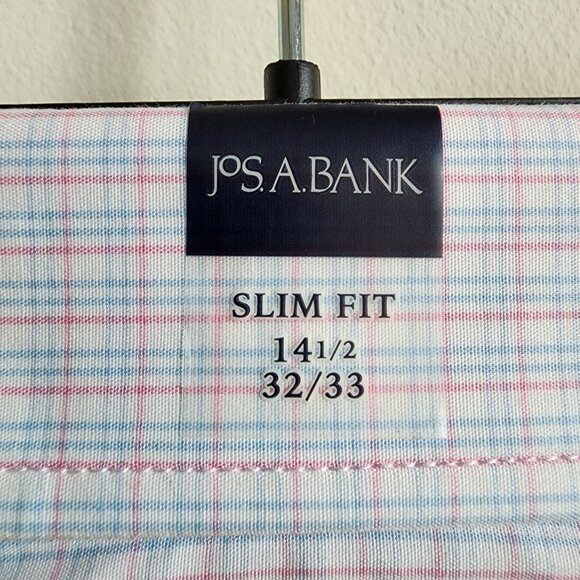 JOS. A. BANK
SLIM FIT
14 1/2
32/33